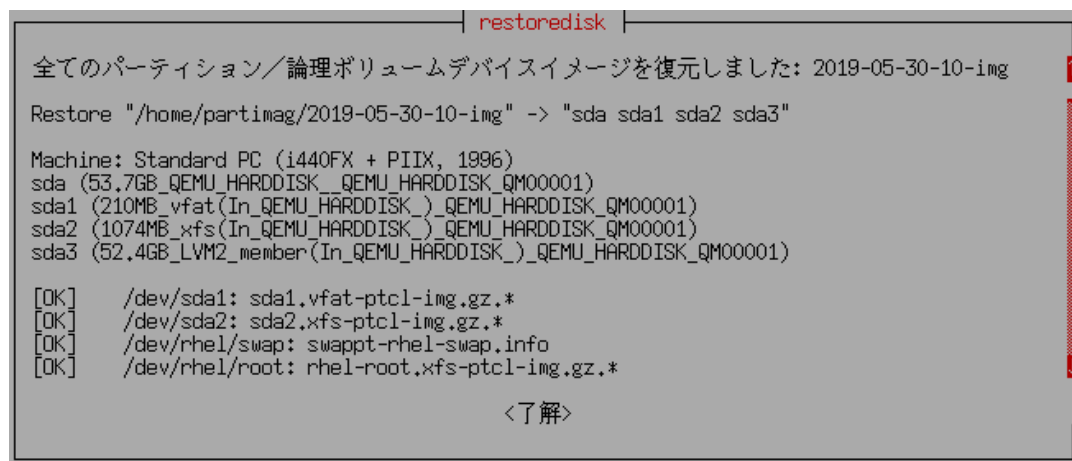 restoredisk
全てのパーティション／論理ボリュームデバイスイメージを復元しました: 2019-05-30-10-img
Restore "/home/partimag/2019-05-30-10-img" -> "sda sda1 sda2 sda3"
Machine: Standard PC (i440FX + PIIX, 1996)
sda (53.7GB_QEMU_HARDDISK__QEMU_HARDDISK_QM00001)
sda1 (210MB_vfat(In_QEMU_HARDDISK_)_QEMU_HARDDISK_QM00001)
sda2 (1074MB_xfs(In_QEMU_HARDDISK_)_QEMU_HARDDISK_QM00001)
sda3 (52.4GB_LVM2_member(In_QEMU_HARDDISK_)_QEMU_HARDDISK_QM00001)
[OK] /dev/sda1: sda1.vfat-ptcl-img.gz.*
[OK] /dev/sda2: sda2.xfs-ptcl-img.gz.*
[OK] /dev/rhel/swap: swappt-rhel-swap.info
[OK] /dev/rhel/root: rhel-root.xfs-ptcl-img.gz.*
<了解>